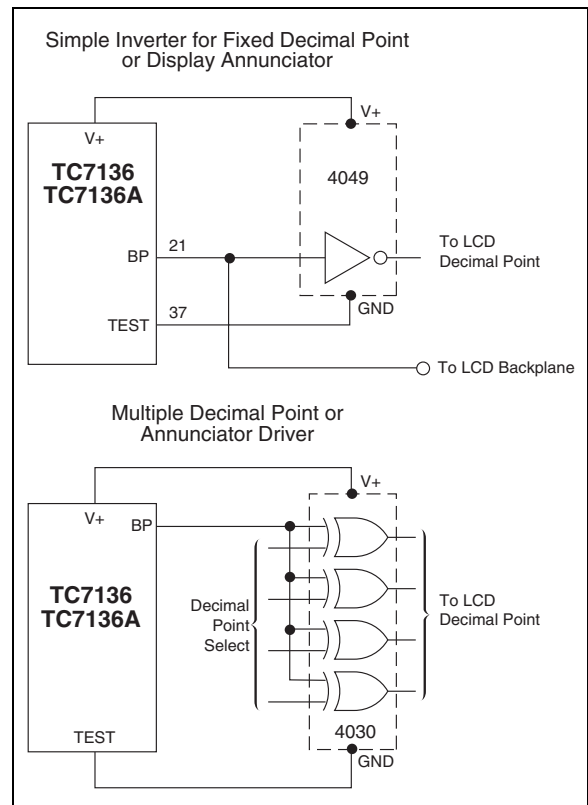 Simple Inverter for Fixed Decimal Point
or Display Annunciator
V+
V+
TC7136
TC7136A
4049
BP
21
To LCD
Decimal Point
TEST
37
GND
To LCD Backplane
Multiple Decimal Point or
Annunciator Driver
V+
V+
BP
TC7136
TC7136A
Decimal
Point
Select
To LCD
Decimal Point
TEST
4030
GND